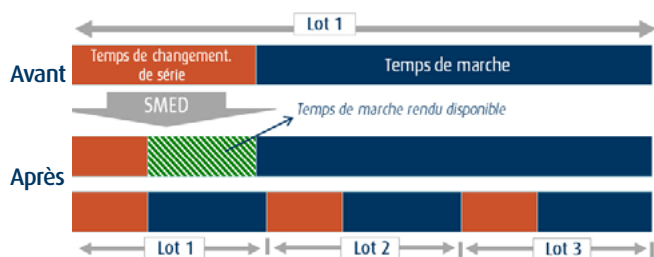 Lot 1
Avant
Temps de changement.
de série
Temps de marche
SMED
Temps de marche rendu disponible
Après
Lot 1
Lot 2
Lot 3